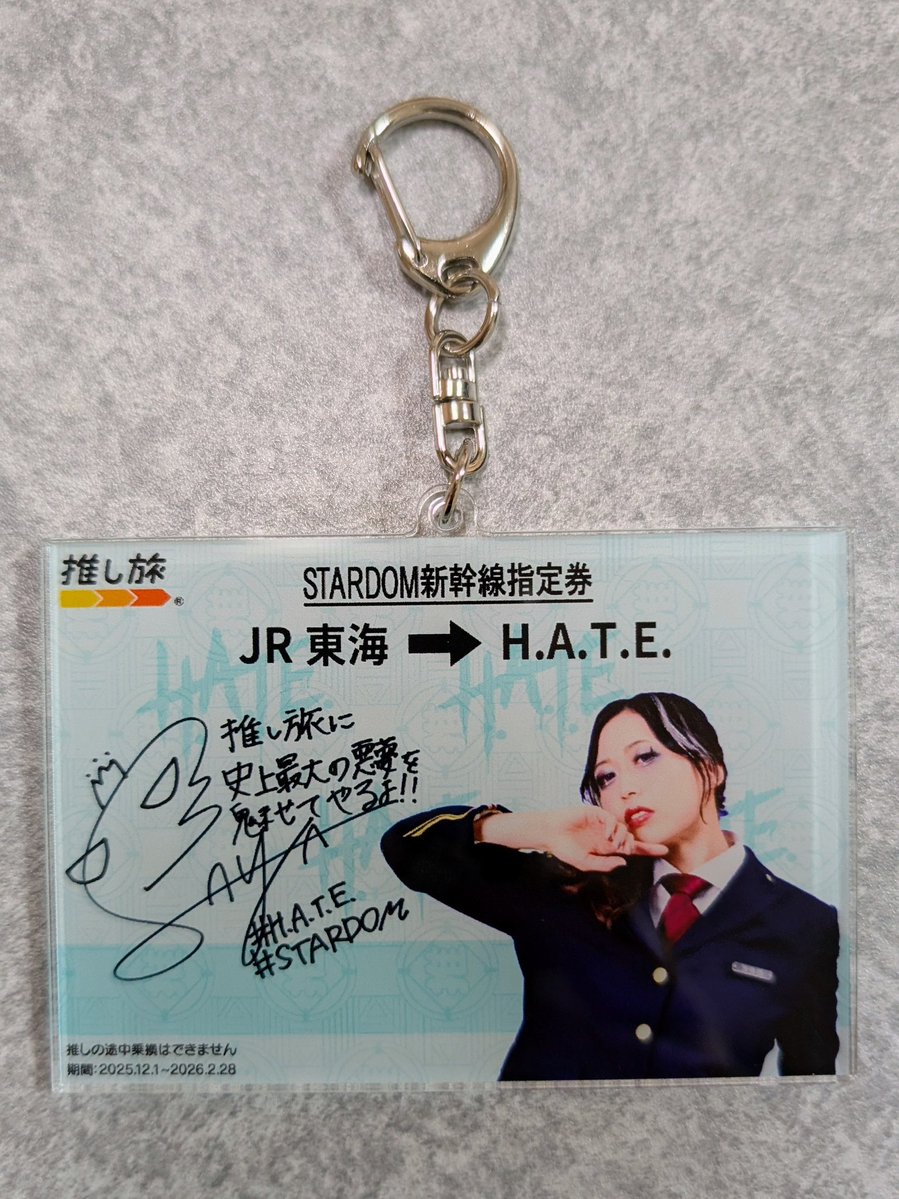 推し旅
STARDOM新幹線指定券
JR 東海 ➡ H.A.T.E.
推し旅に
史上最大の悪夢を
魅せてやるよ!!
SAYA
#H.A.T.E.
#STARDOM
推しの途中乗換はできません
期間:2025.12.1~2026.2.28
H.A.T.E.
H.A.T.E.
H.A.T.E.